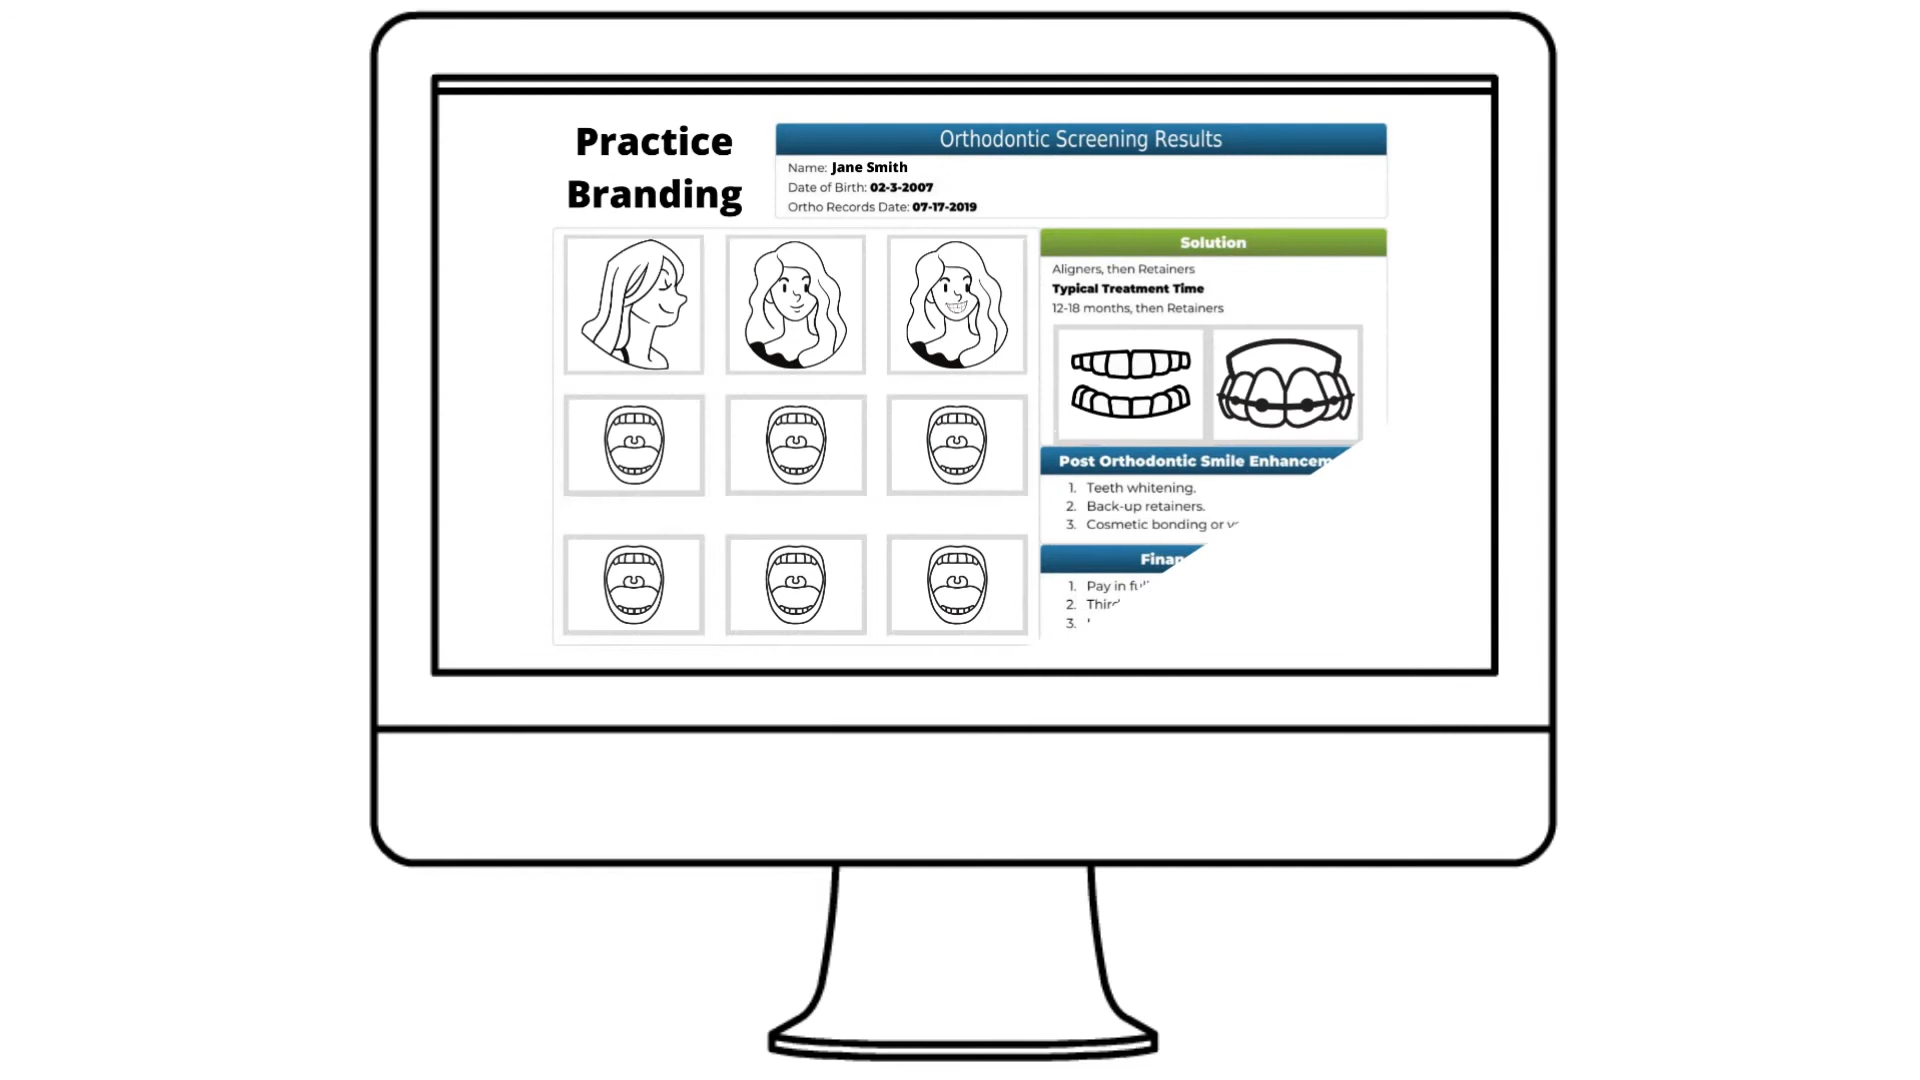 Practice
Branding
Orthodontic Screening Results
Name: Jane Smith
Date of Birth: 02-3-2007
Ortho Records Date: 07-17-2019
Solution
Aligners, then Retainers
Typical Treatment Time
12-18 months, then Retainers
Post Orthodontic Smile
1. Teeth whitening.
2. Back-up retainers.
3. Cosmetic bonding or
1. Pay in
2.
3.